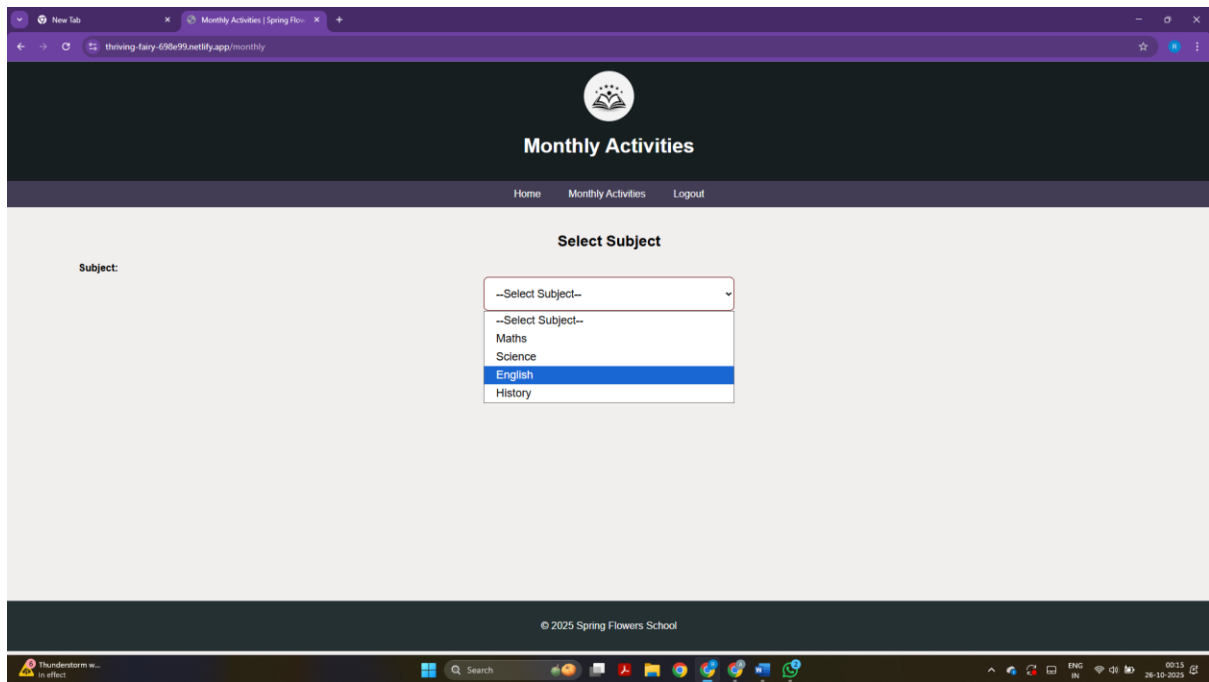 New Tab
Monthly Activities | Spring Flow
thriving-fairy-698e99.netlify.app/monthly
R
Monthly Activities
Home Monthly Activities Logout
Select Subject
Subject:
--Select Subject--
--Select Subject--
Maths
Science
English
History
© 2025 Spring Flowers School
6
Thunderstorm w...
In effect
Search
ENG
IN
00:15
26-10-2025